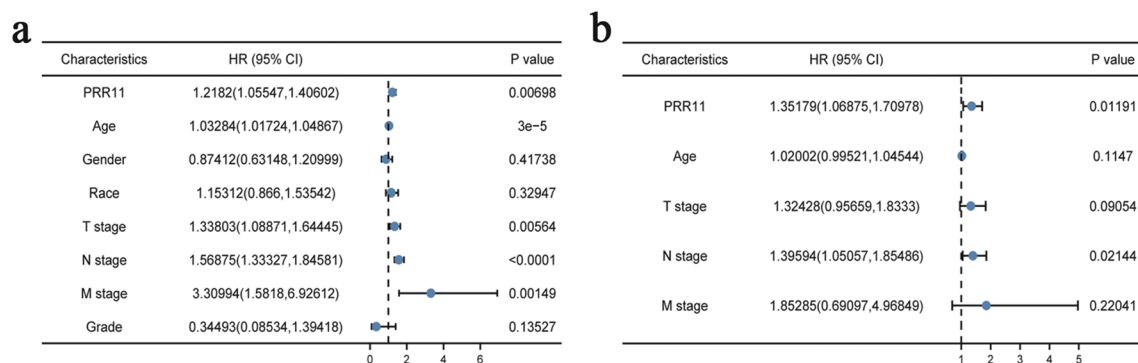 a
Characteristics HR (95% CI) P value
PRR11 1.2182(1.05547,1.40602) 0.00698
Age 1.03284(1.01724,1.04867) 3e−5
Gender 0.87412(0.63148,1.20999) 0.41738
Race 1.15312(0.866,1.53542) 0.32947
T stage 1.33803(1.08871,1.64445) 0.00564
N stage 1.56875(1.33327,1.84581) <0.0001
M stage 3.30994(1.5818,6.92612) 0.00149
Grade 0.34493(0.08534,1.39418) 0.13527
0 2 4 6
b
Characteristics HR (95% CI) P value
PRR11 1.35179(1.06875,1.70978) 0.01191
Age 1.02002(0.99521,1.04544) 0.1147
T stage 1.32428(0.95659,1.8333) 0.09054
N stage 1.39594(1.05057,1.85486) 0.02144
M stage 1.85285(0.69097,4.96849) 0.22041
1 2 3 4 5